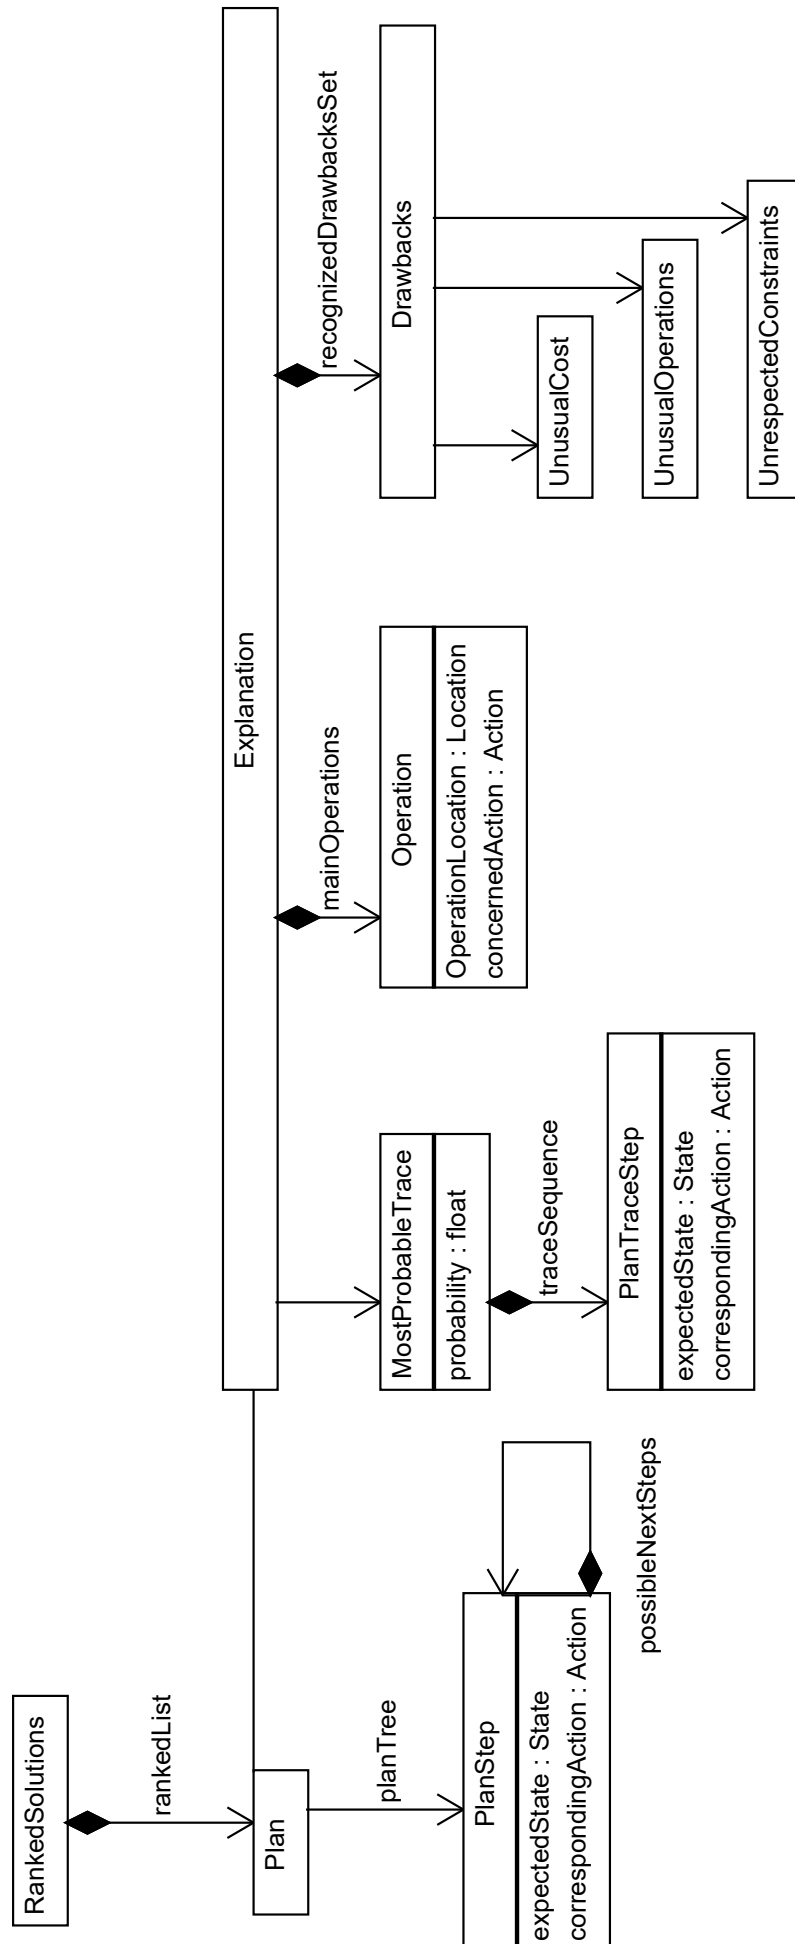 RankedSolutions
rankedList
Plan
Explanation
planTree
mainOperations
recognizedDrawbacksSet
PlanStep
expectedState : State
correspondingAction : Action
possibleNextSteps
MostProbableTrace
probability : float
traceSequence
PlanTraceStep
expectedState : State
correspondingAction : Action
Operation
OperationLocation : Location
concernedAction : Action
Drawbacks
UnusualCost
UnusualOperations
UnrespectedConstraints